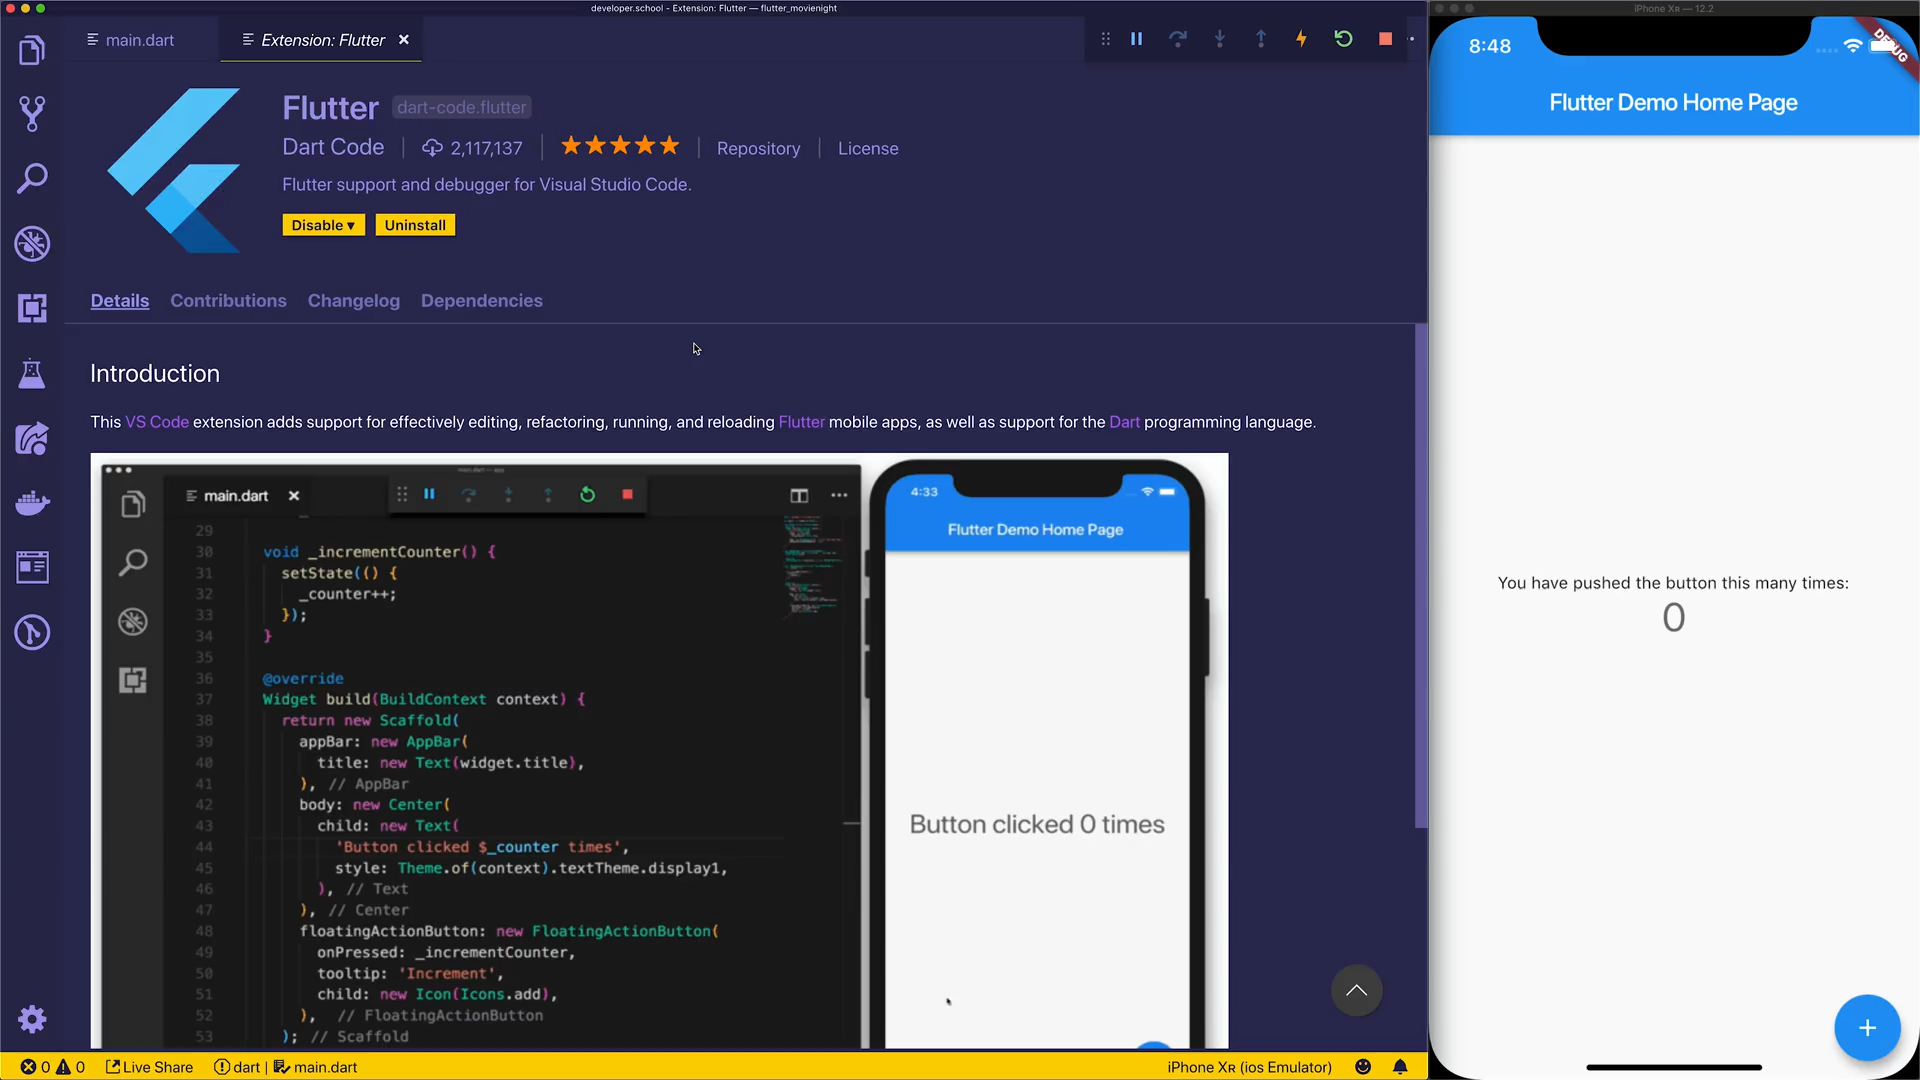 developer.school - Extension: Flutter — flutter_movienight
main.dart
Extension: Flutter
Flutter dart-code.flutter
Dart Code | 2,117,137 | Repository | License
Flutter support and debugger for Visual Studio Code.
Disable ▾ Uninstall
Details Contributions Changelog Dependencies
Introduction
This VS Code extension adds support for effectively editing, refactoring, running, and reloading Flutter mobile apps, as well as support for the Dart programming language.
main.dart
29
30 void _incrementCounter() {
31 setState(() {
32 _counter++;
33 });
34 }
35
36 @override
37 Widget build(BuildContext context) {
38 return new Scaffold(
39 appBar: new AppBar(
40 title: new Text(widget.title),
41 ), // AppBar
42 body: new Center(
43 child: new Text(
44 'Button clicked $_counter times',
45 style: Theme.of(context).textTheme.display1,
46 ), // Text
47 ), // Center
48 floatingActionButton: new FloatingActionButton(
49 onPressed: _incrementCounter,
50 tooltip: 'Increment',
51 child: new Icon(Icons.add),
52 ), // FloatingActionButton
53 ); // Scaffold
4:33
Flutter Demo Home Page
Button clicked 0 times
0 0 Live Share dart | main.dart
iPhone XR (ios Emulator)
iPhone XR — 12.2
8:48
DEBUG
Flutter Demo Home Page
You have pushed the button this many times:
0